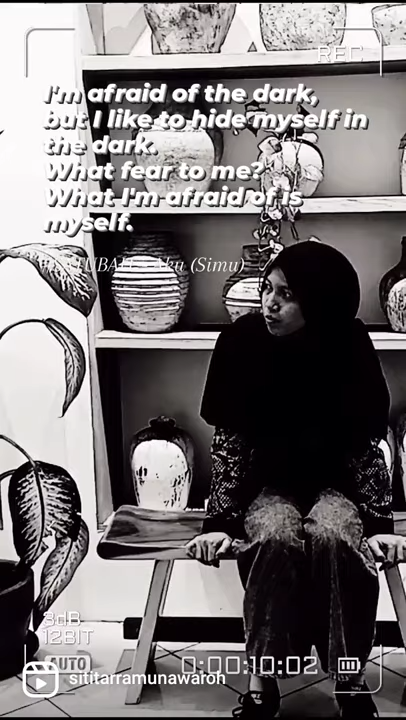 REC
I'm afraid of the dark,
but I like to hide myself in
the dark.
What fear to me?
What I'm afraid of is
myself.
Aku (Simu)
3dB
12BIT
AUTO
0:00:10:02
sititarramunawaroh